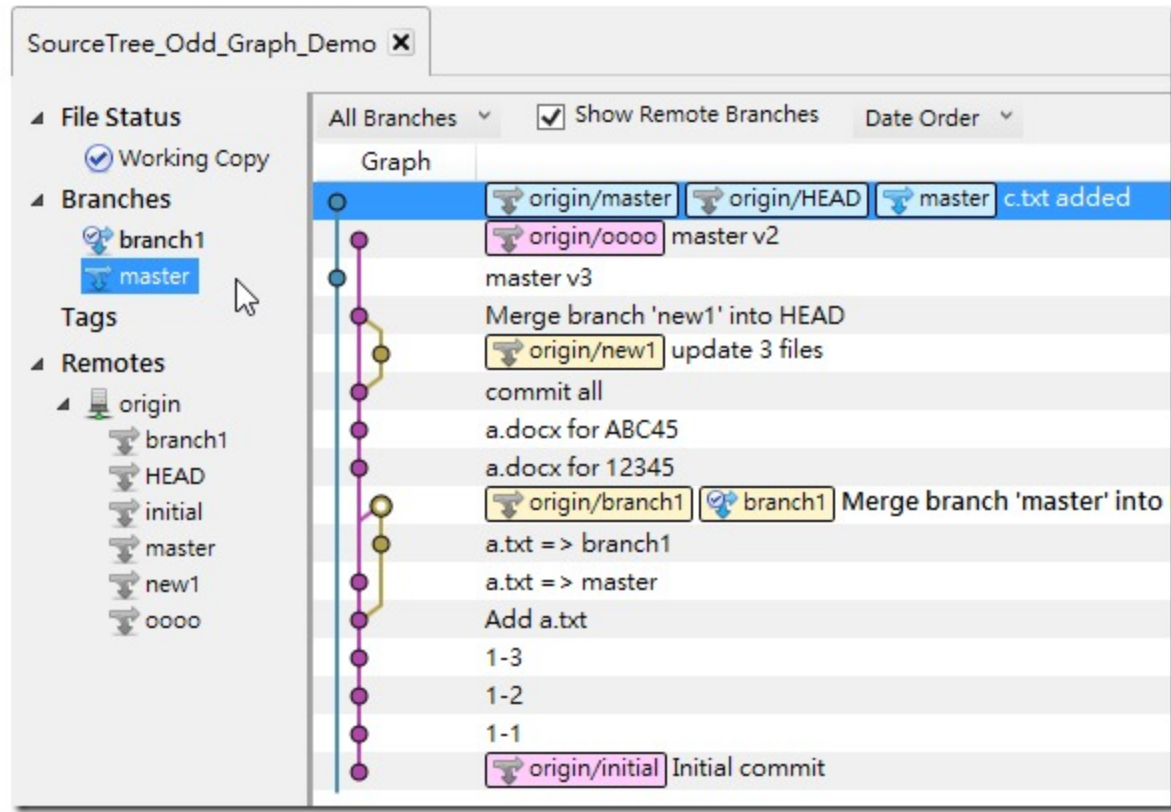 SourceTree_Odd_Graph_Demo
File Status
Working Copy
Branches
branch1
master
Tags
Remotes
origin
branch1
HEAD
initial
master
new1
oooo
All Branches Show Remote Branches Date Order
Graph
origin/master origin/HEAD master c.txt added
origin/oooo master v2
master v3
Merge branch 'new1' into HEAD
origin/new1 update 3 files
commit all
a.docx for ABC45
a.docx for 12345
origin/branch1 branch1 Merge branch 'master' into
a.txt => branch1
a.txt => master
Add a.txt
1-3
1-2
1-1
origin/initial Initial commit